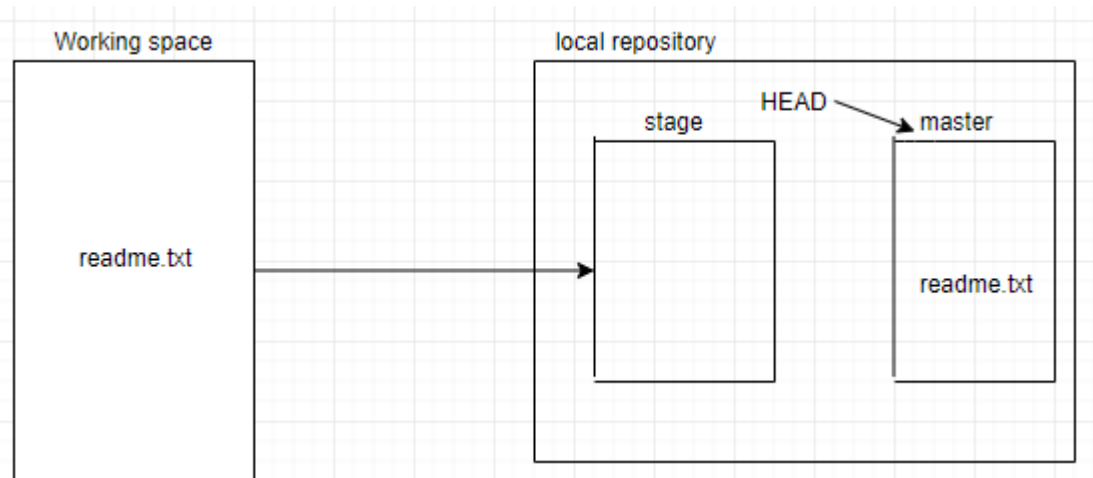 Working space
local repository
HEAD
stage
master
readme.txt
readme.txt